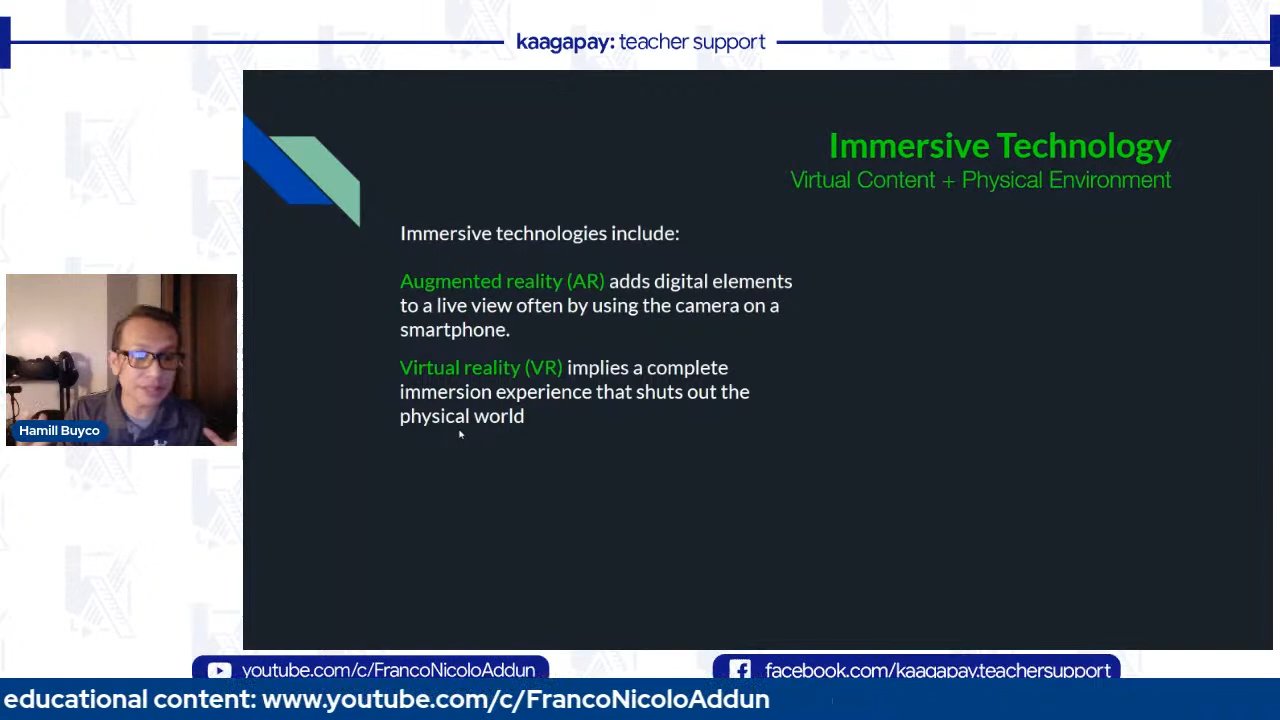 kaagapay: teacher support
Immersive Technology
Virtual Content + Physical Environment
Immersive technologies include:
Augmented reality (AR) adds digital elements
to a live view often by using the camera on a
smartphone.
Virtual reality (VR) implies a complete
immersion experience that shuts out the
physical world
Hamill Buyco
youtube.com/c/FrancoNicoloAddun
facebook.com/kaagapay.teachersupport
educational content: www.youtube.com/c/FrancoNicoloAddun